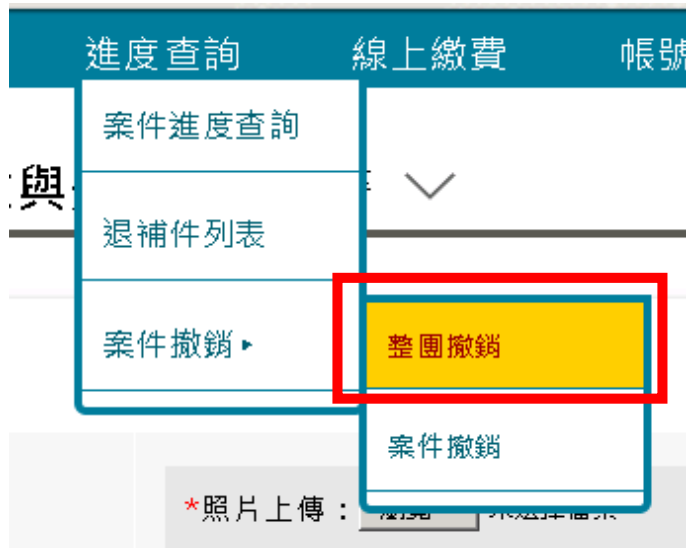 進度查詢 線上繳費 帳號
案件進度查詢
與
退補件列表
案件撤銷▸
整團撤銷
案件撤銷
*照片上傳：